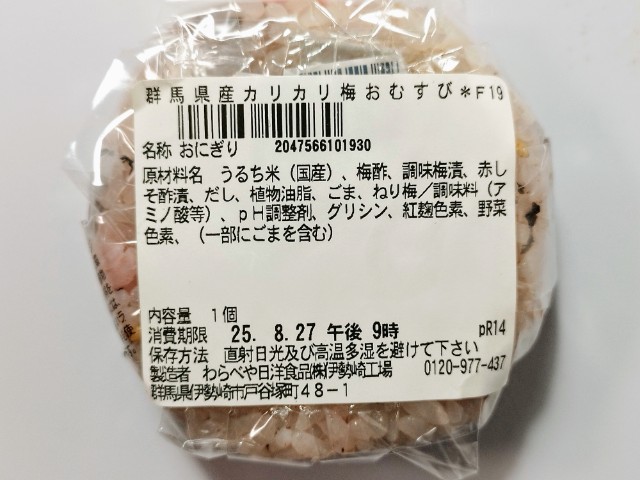 群馬県産カリカリ梅おむすび＊F19
名称 おにぎり 2047566101930
原材料名 うるち米（国産）、梅酢、調味梅漬、赤し
そ酢漬、だし、植物油脂、ごま、ねり梅／調味料（ア
ミノ酸等）、ｐＨ調整剤、グリシン、紅麹色素、野菜
色素、（一部にごまを含む）
内容量 1個
消費期限 25. 8.27 午後 9時 pR14
保存方法 直射日光及び高温多湿を避けて下さい
製造者 わらべや日洋食品㈱伊勢崎工場 0120-977-437
群馬県伊勢崎市戸谷塚町４８－１